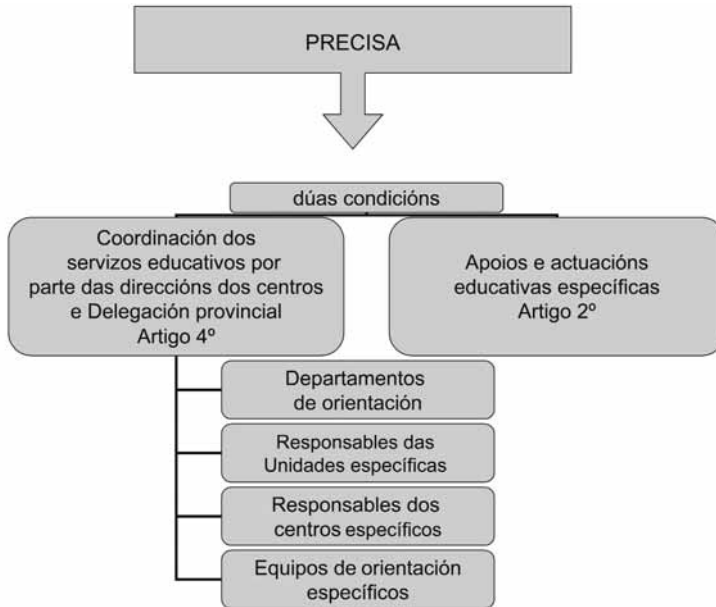 PRECISA
dúas condicións
Coordinación dos
servizos educativos por
parte das direccións dos centros
e Delegación provincial
Artigo 4º
Apoios e actuacións
educativas específicas
Artigo 2º
Departamentos
de orientación
Responsables das
Unidades específicas
Responsables dos
centros específicos
Equipos de orientación
específicos